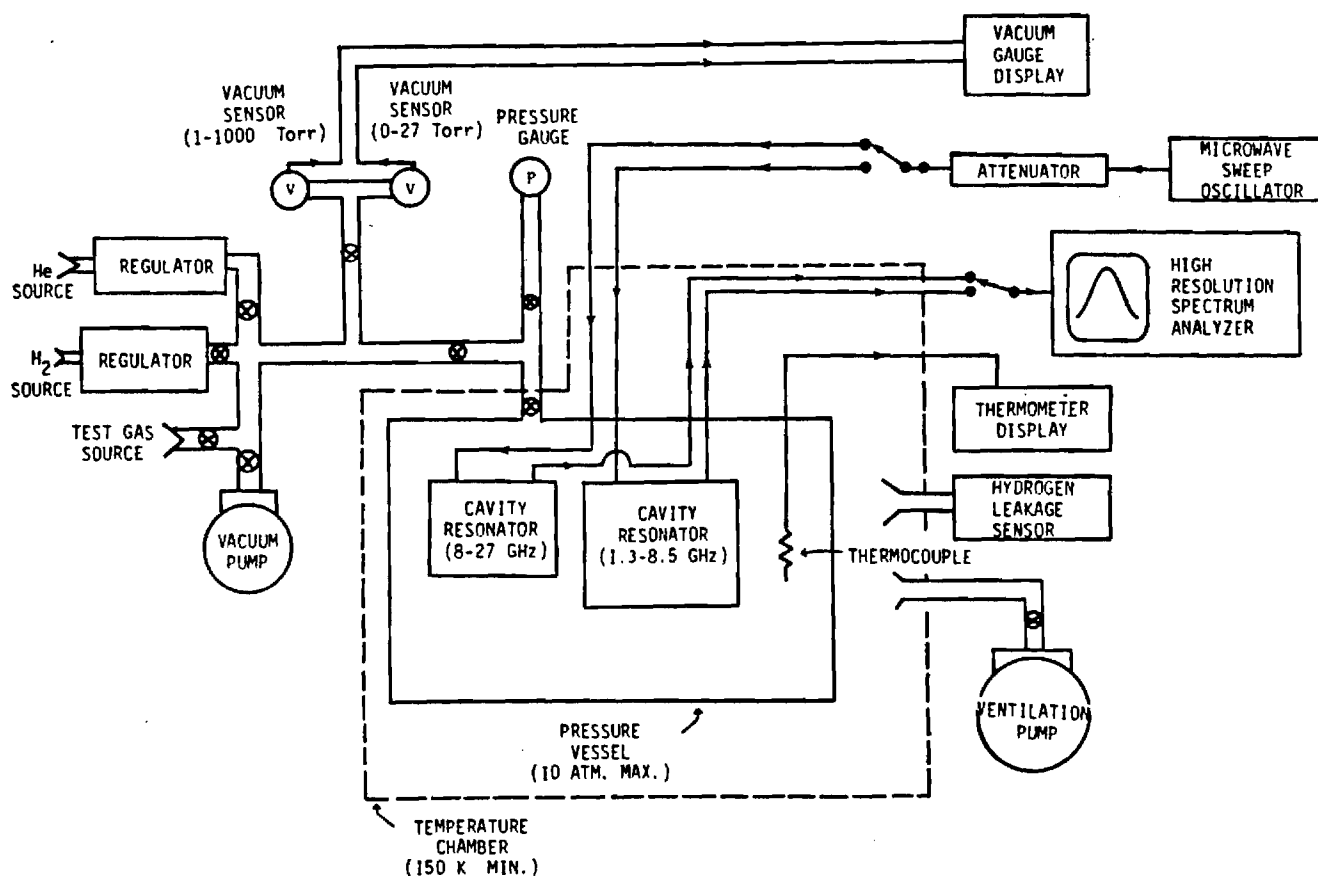 VACUUM
GAUGE
DISPLAY
VACUUM
SENSOR
(1-1000 Torr)
VACUUM
SENSOR
(0-27 Torr)
PRESSURE
GAUGE
P
V
V
ATTENUATOR
MICROWAVE
SWEEP
OSCILLATOR
He
SOURCE
REGULATOR
HIGH
RESOLUTION
SPECTRUM
ANALYZER
H2
SOURCE
REGULATOR
THERMOMETER
DISPLAY
TEST GAS
SOURCE
CAVITY
RESONATOR
(8-27 GHz)
CAVITY
RESONATOR
(1.3-8.5 GHz)
HYDROGEN
LEAKAGE
SENSOR
THERMOCOUPLE
VACUUM
PUMP
VENTILATION
PUMP
PRESSURE
VESSEL
(10 ATM. MAX.)
TEMPERATURE
CHAMBER
(150 K MIN.)